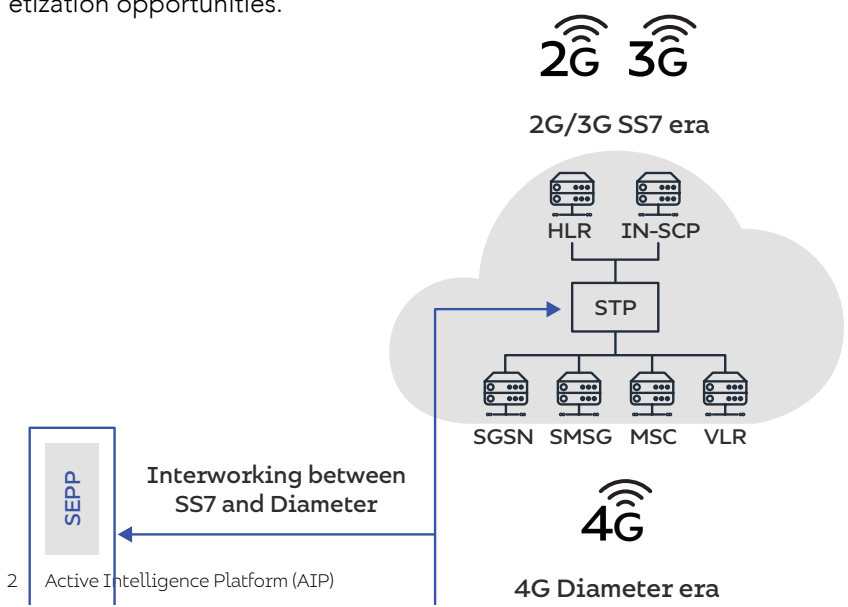 etization opportunities.
2G 3G
2G/3G SS7 era
HLR IN-SCP
STP
SGSN SMSG MSC VLR
Interworking between
SS7 and Diameter
SEPP
4G
2 Active Intelligence Platform (AIP)
4G Diameter era